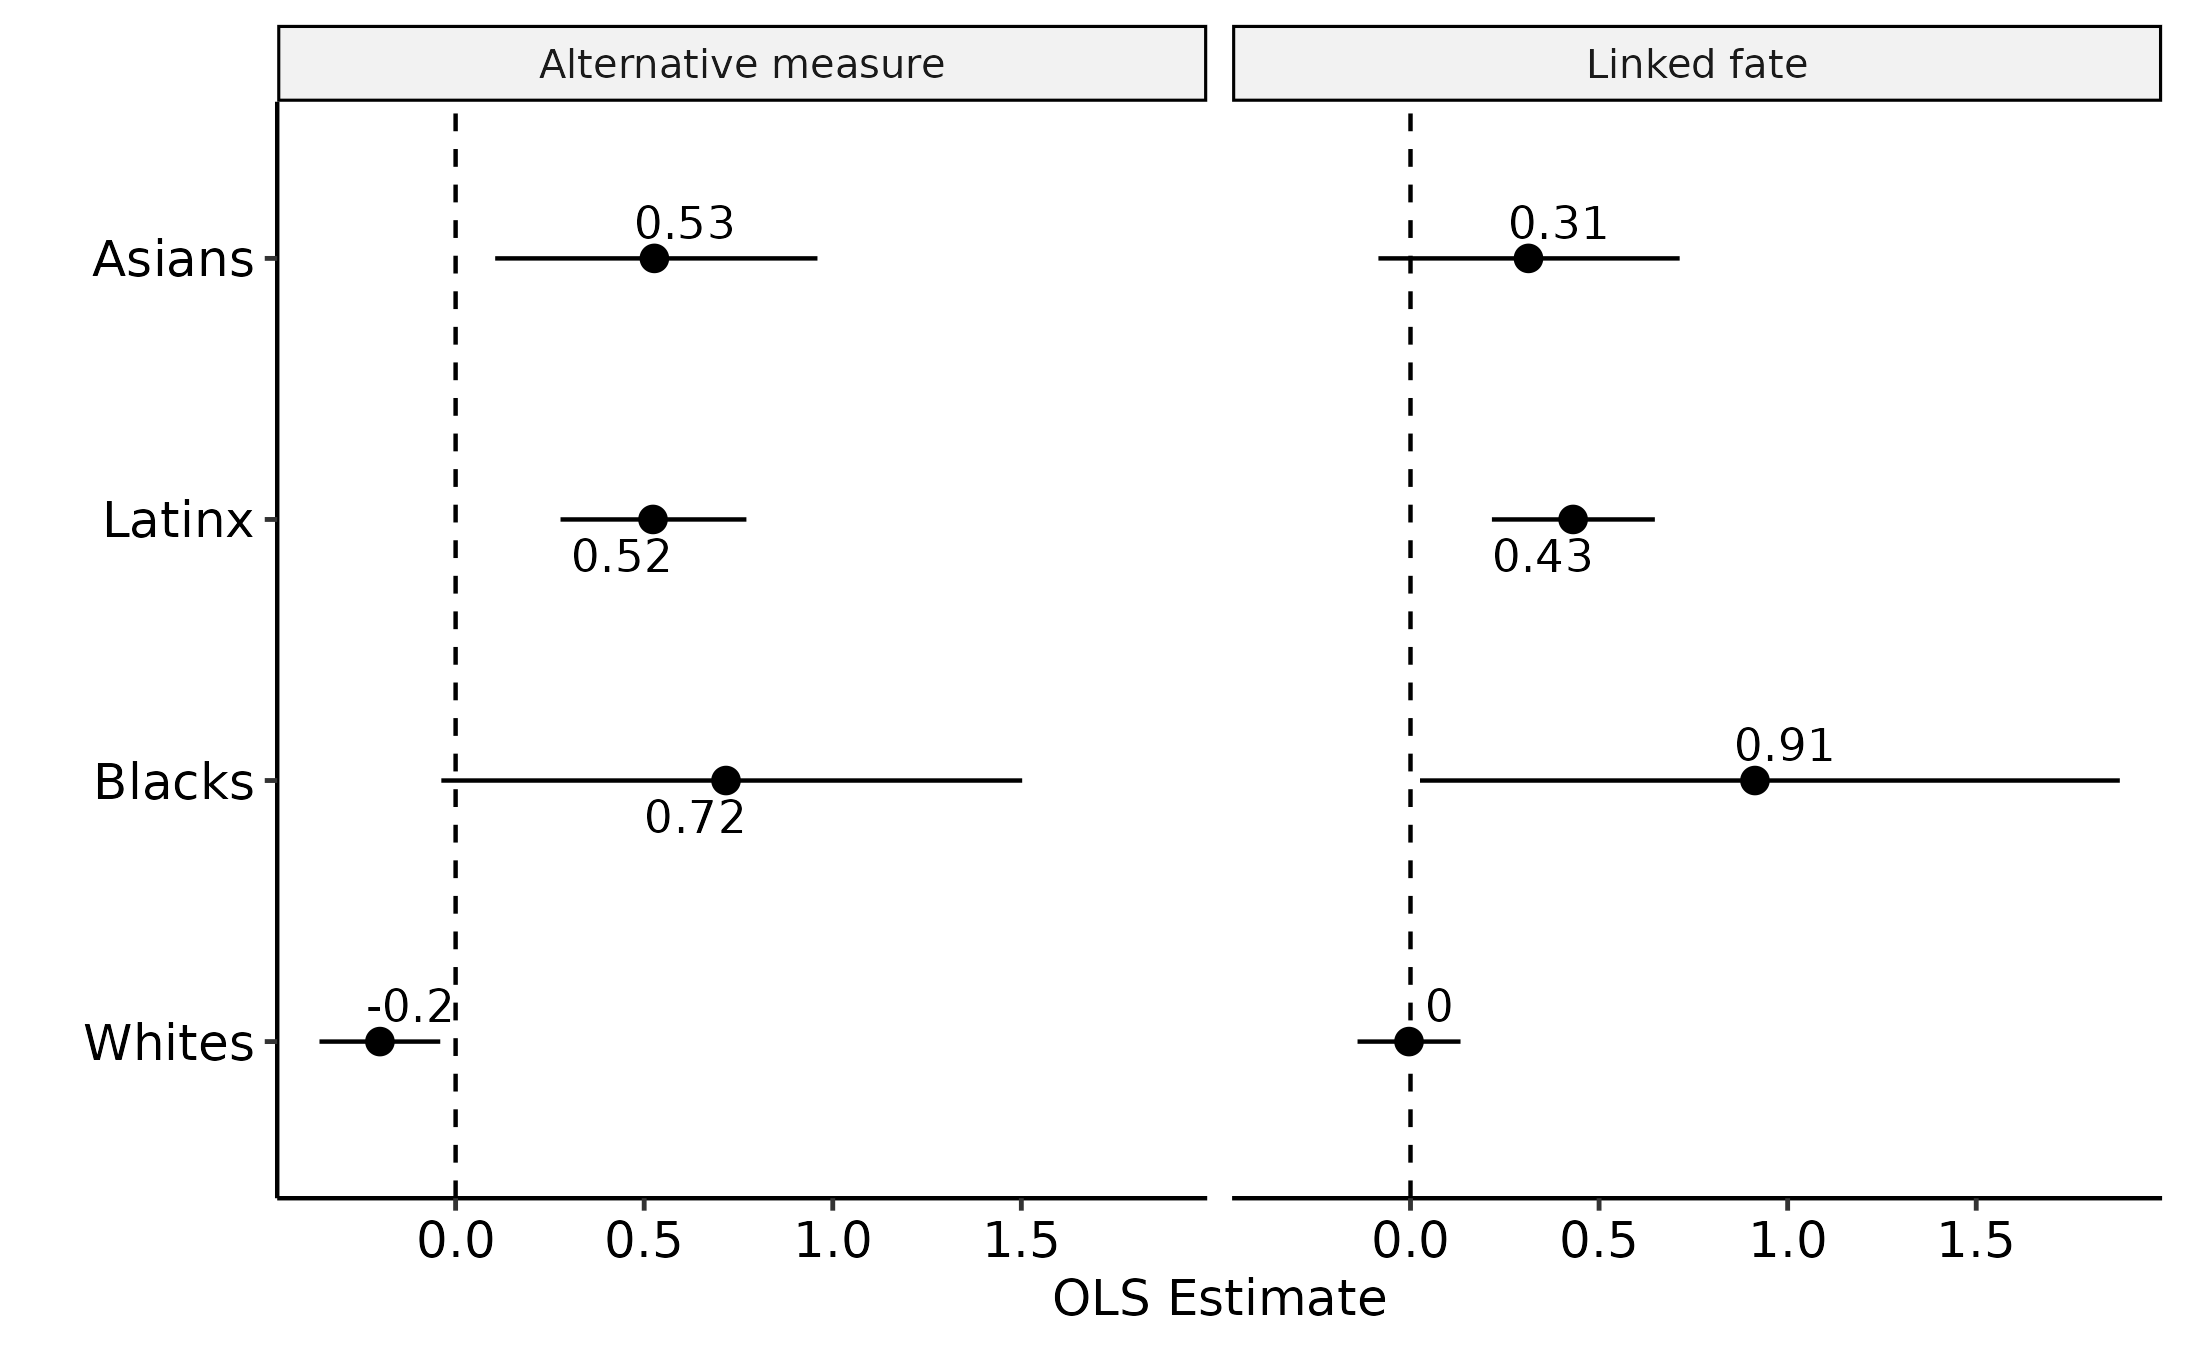 Alternative measure
Linked fate
Asians
0.53
0.31
Latinx
0.52
0.43
Blacks
0.72
0.91
Whites
-0.2
0
0.0 0.5 1.0 1.5
0.0 0.5 1.0 1.5
OLS Estimate